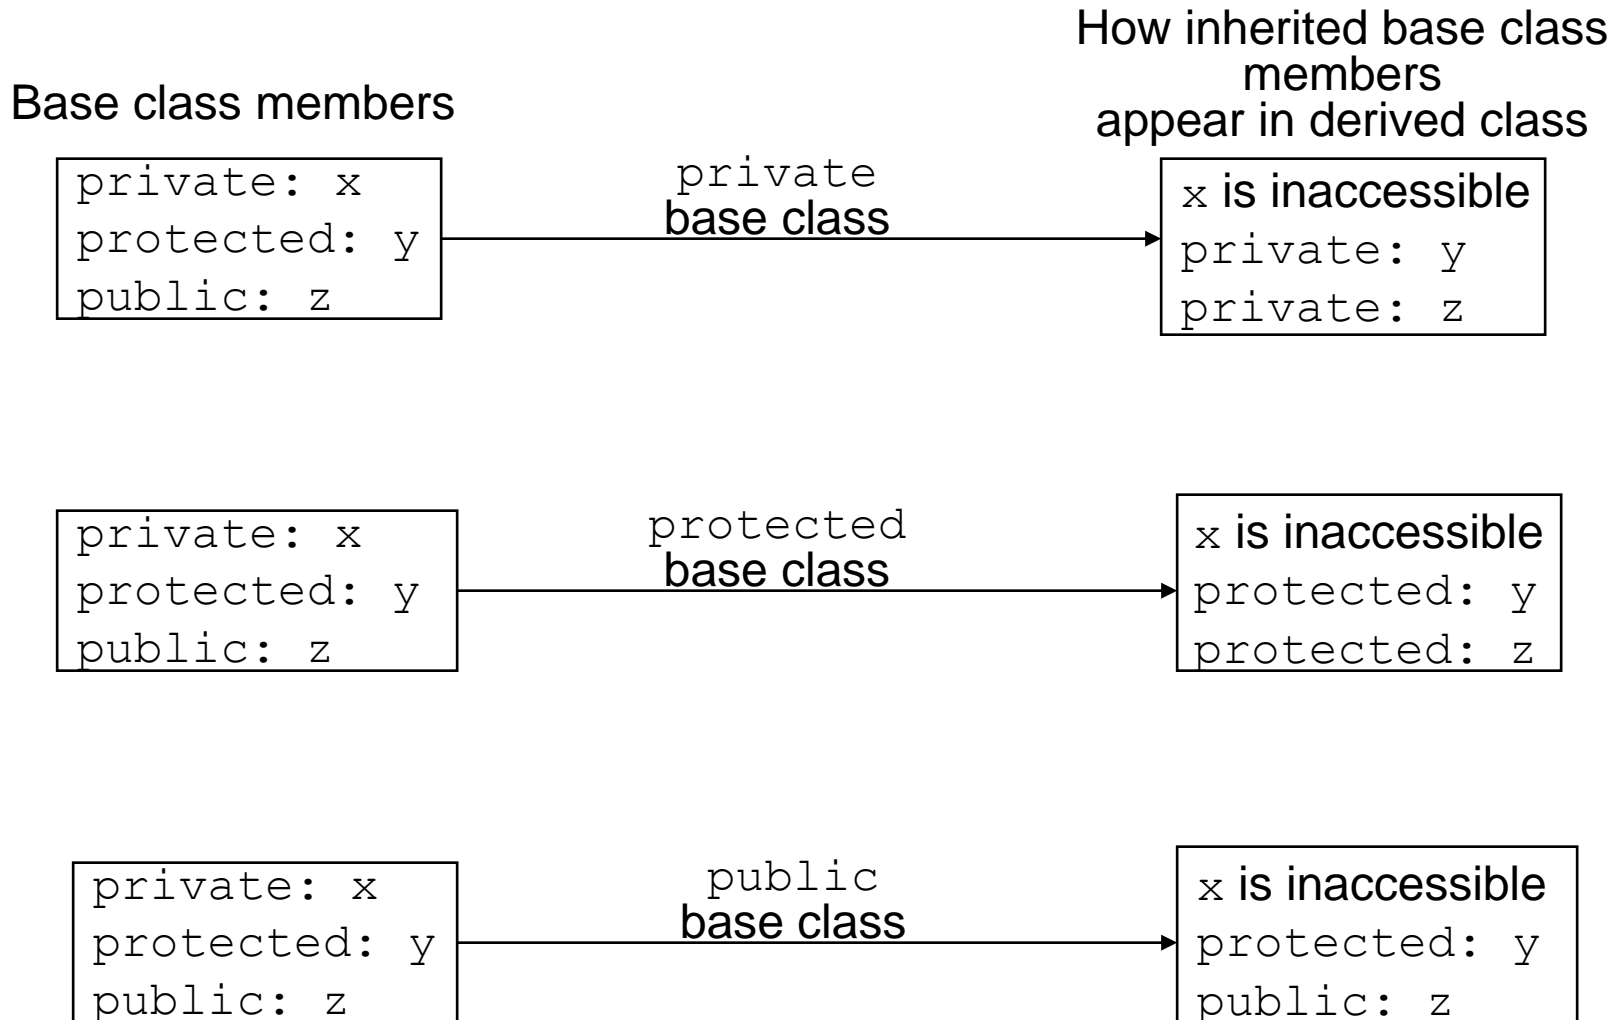 Base class members
How inherited base class
members
appear in derived class
private: x
protected: y
public: z
private
base class
x is inaccessible
private: y
private: z
private: x
protected: y
public: z
protected
base class
x is inaccessible
protected: y
protected: z
private: x
protected: y
public: z
public
base class
x is inaccessible
protected: y
public: z